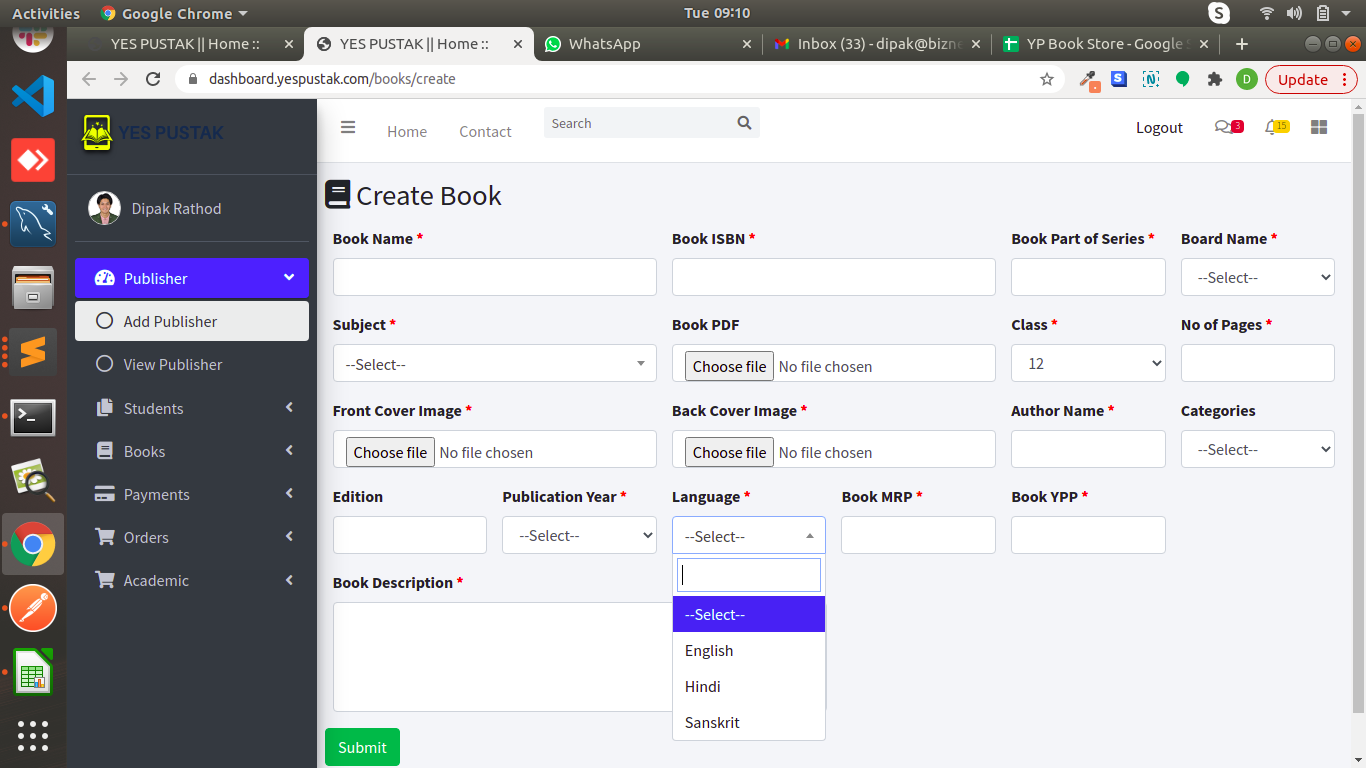 Activities
Google Chrome
Tue 09:10
S
YES PUSTAK || Home ::
YES PUSTAK || Home ::
WhatsApp
Inbox (33) - dipak@bizne
YP Book Store - Google
dashboard.yespustak.com/books/create
D
Update
YES PUSTAK
Home
Contact
Search
Logout
3
15
Dipak Rathod
Publisher
Add Publisher
View Publisher
Students
Books
Payments
Orders
Academic
Create Book
Book Name *
Book ISBN *
Book Part of Series *
Board Name *
--Select--
Subject *
Book PDF
Class *
No of Pages *
--Select--
Choose file No file chosen
12
Front Cover Image *
Back Cover Image *
Author Name *
Categories
Choose file No file chosen
Choose file No file chosen
--Select--
Edition
Publication Year *
Language *
Book MRP *
Book YPP *
--Select--
--Select--
--Select--
English
Hindi
Sanskrit
Book Description *
Submit